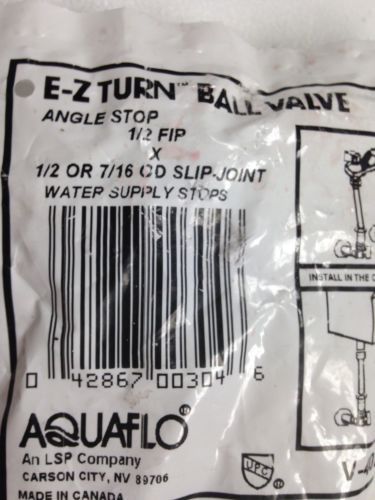 E-Z TURN™ BALL VALVE
ANGLE STOP
1/2 FIP
X
1/2 OR 7/16 OD SLIP-JOINT
WATER SUPPLY STOPS
INSTALL IN THE
0 42867 00304 6
AQUAFLO®
An LSP Company
CARSON CITY, NV 89706
MADE IN CANADA
UPC®